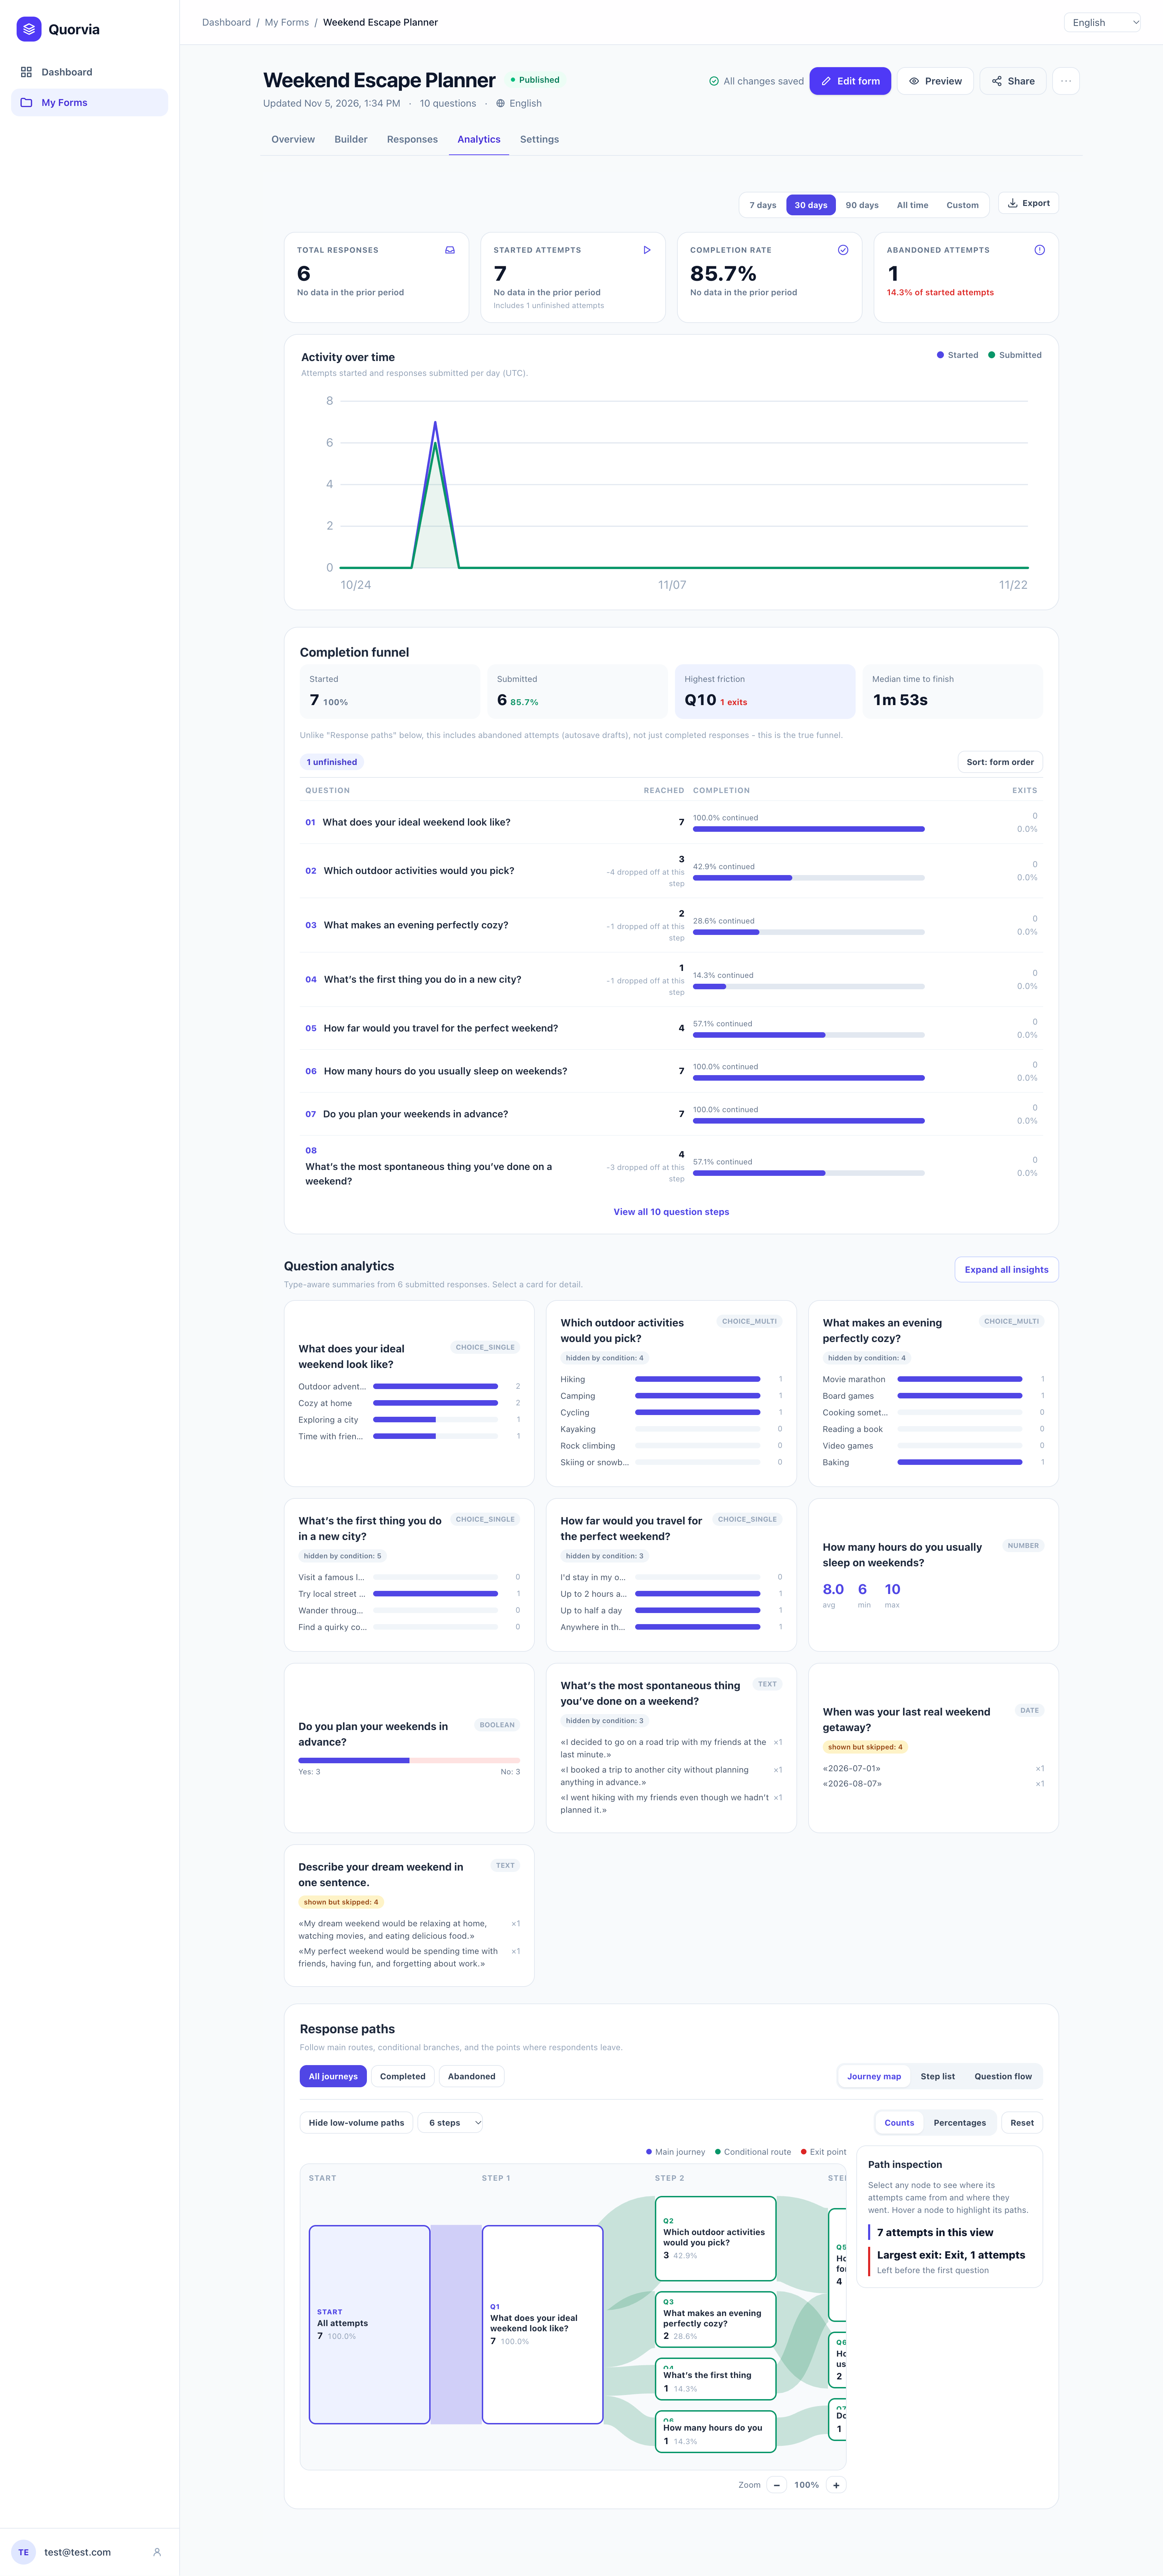 Quorvia
Dashboard
My Forms
Dashboard / My Forms / Weekend Escape Planner
English
Weekend Escape Planner
Published
All changes saved
Edit form
Preview
Share
Updated Nov 5, 2026, 1:34 PM · 10 questions · English
Overview
Builder
Responses
Analytics
Settings
7 days
30 days
90 days
All time
Custom
Export
TOTAL RESPONSES
6
No data in the prior period
STARTED ATTEMPTS
7
No data in the prior period
Includes 1 unfinished attempts
COMPLETION RATE
85.7%
No data in the prior period
ABANDONED ATTEMPTS
1
14.3% of started attempts
Activity over time
Attempts started and responses submitted per day (UTC).
Started
Submitted
8
6
4
2
0
10/24
11/07
11/22
Completion funnel
Started
7 100%
Submitted
6 85.7%
Highest friction
Q10 1 exits
Median time to finish
1m 53s
Unlike "Response paths" below, this includes abandoned attempts (autosave drafts), not just completed responses – this is the true funnel.
1 unfinished
Sort: form order
QUESTION
REACHED
COMPLETION
EXITS
01 What does your ideal weekend look like?
7
100.0% continued
0
0.0%
02 Which outdoor activities would you pick?
3
-4 dropped off at this
step
42.9% continued
0
0.0%
03 What makes an evening perfectly cozy?
2
-1 dropped off at this
step
28.6% continued
0
0.0%
04 What's the first thing you do in a new city?
1
-1 dropped off at this
step
14.3% continued
0
0.0%
05 How far would you travel for the perfect weekend?
4
57.1% continued
0
0.0%
06 How many hours do you usually sleep on weekends?
7
100.0% continued
0
0.0%
07 Do you plan your weekends in advance?
7
100.0% continued
0
0.0%
08
What's the most spontaneous thing you've done on a
weekend?
4
-3 dropped off at this
step
57.1% continued
0
0.0%
View all 10 question steps
Question analytics
Type-aware summaries from 6 submitted responses. Select a card for detail.
Expand all insights
What does your ideal
weekend look like?
CHOICE_SINGLE
Outdoor advent... 2
Cozy at home 2
Exploring a city 1
Time with frien... 1
Which outdoor activities
would you pick?
CHOICE_MULTI
hidden by condition: 4
Hiking 1
Camping 1
Cycling 1
Kayaking 0
Rock climbing 0
Skiing or snowb... 0
What makes an evening
perfectly cozy?
CHOICE_MULTI
hidden by condition: 4
Movie marathon 1
Board games 1
Cooking somet... 0
Reading a book 0
Video games 0
Baking 1
What's the first thing you do
in a new city?
CHOICE_SINGLE
hidden by condition: 5
Visit a famous l... 0
Try local street ... 1
Wander throug... 0
Find a quirky co... 0
How far would you travel for
the perfect weekend?
CHOICE_SINGLE
hidden by condition: 3
I'd stay in my o... 0
Up to 2 hours a... 1
Up to half a day 1
Anywhere in th... 1
How many hours do you usually
sleep on weekends?
NUMBER
8.0 6 10
avg min max
Do you plan your weekends in
advance?
BOOLEAN
Yes: 3
No: 3
What's the most spontaneous thing
you've done on a weekend?
TEXT
hidden by condition: 3
«I decided to go on a road trip with my friends at the ×1
last minute.»
«I booked a trip to another city without planning ×1
anything in advance.»
«I went hiking with my friends even though we hadn't ×1
planned it.»
When was your last real weekend
getaway?
DATE
shown but skipped: 4
«2026-07-01» ×1
«2026-08-07» ×1
Describe your dream weekend in
one sentence.
TEXT
shown but skipped: 4
«My dream weekend would be relaxing at home, ×1
watching movies, and eating delicious food.»
«My perfect weekend would be spending time with ×1
friends, having fun, and forgetting about work.»
Response paths
Follow main routes, conditional branches, and the points where respondents leave.
All journeys
Completed
Abandoned
Journey map
Step list
Question flow
Hide low-volume paths
6 steps
Counts
Percentages
Reset
Main journey
Conditional route
Exit point
START
STEP 1
STEP 2
START
All attempts
7 100.0%
Q1
What does your ideal
weekend look like?
7 100.0%
Q2
Which outdoor activities
would you pick?
3 42.9%
Q3
What makes an evening
perfectly cozy?
2 28.6%
What's the first thing
1 14.3%
How many hours do you
1 14.3%
4
2
1
Path inspection
Select any node to see where its
attempts came from and where they
went. Hover a node to highlight its paths.
7 attempts in this view
Largest exit: Exit, 1 attempts
Left before the first question
Zoom − 100% +
TE
test@test.com